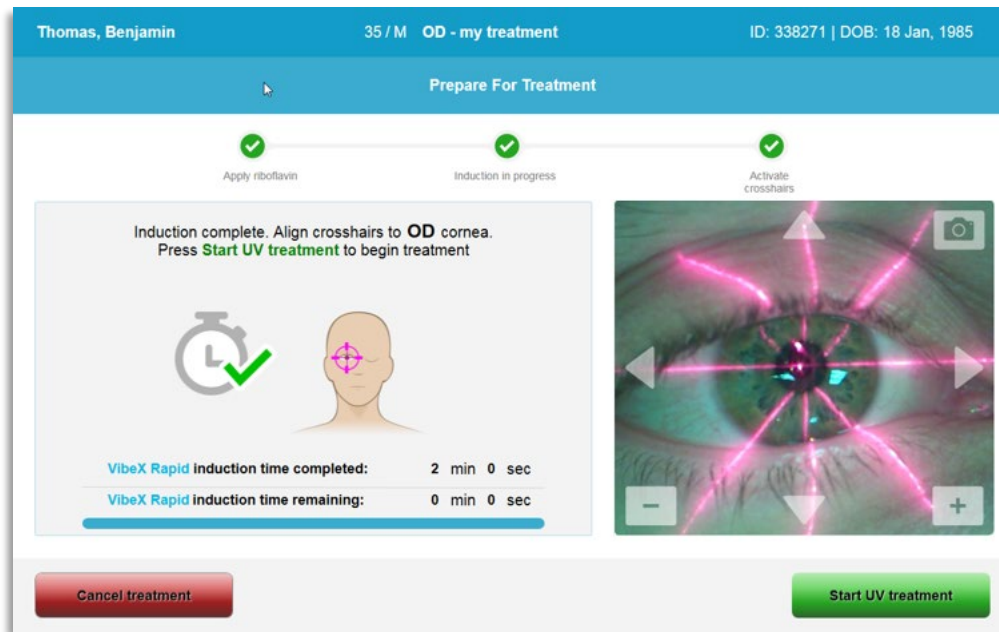 Thomas, Benjamin 35 / M OD - my treatment ID: 338271 | DOB: 18 Jan, 1985
Prepare For Treatment
Apply riboflavin Induction in progress Activate
crosshairs
Induction complete. Align crosshairs to OD cornea.
Press Start UV treatment to begin treatment
VibeX Rapid induction time completed: 2 min 0 sec
VibeX Rapid induction time remaining: 0 min 0 sec
Cancel treatment Start UV treatment